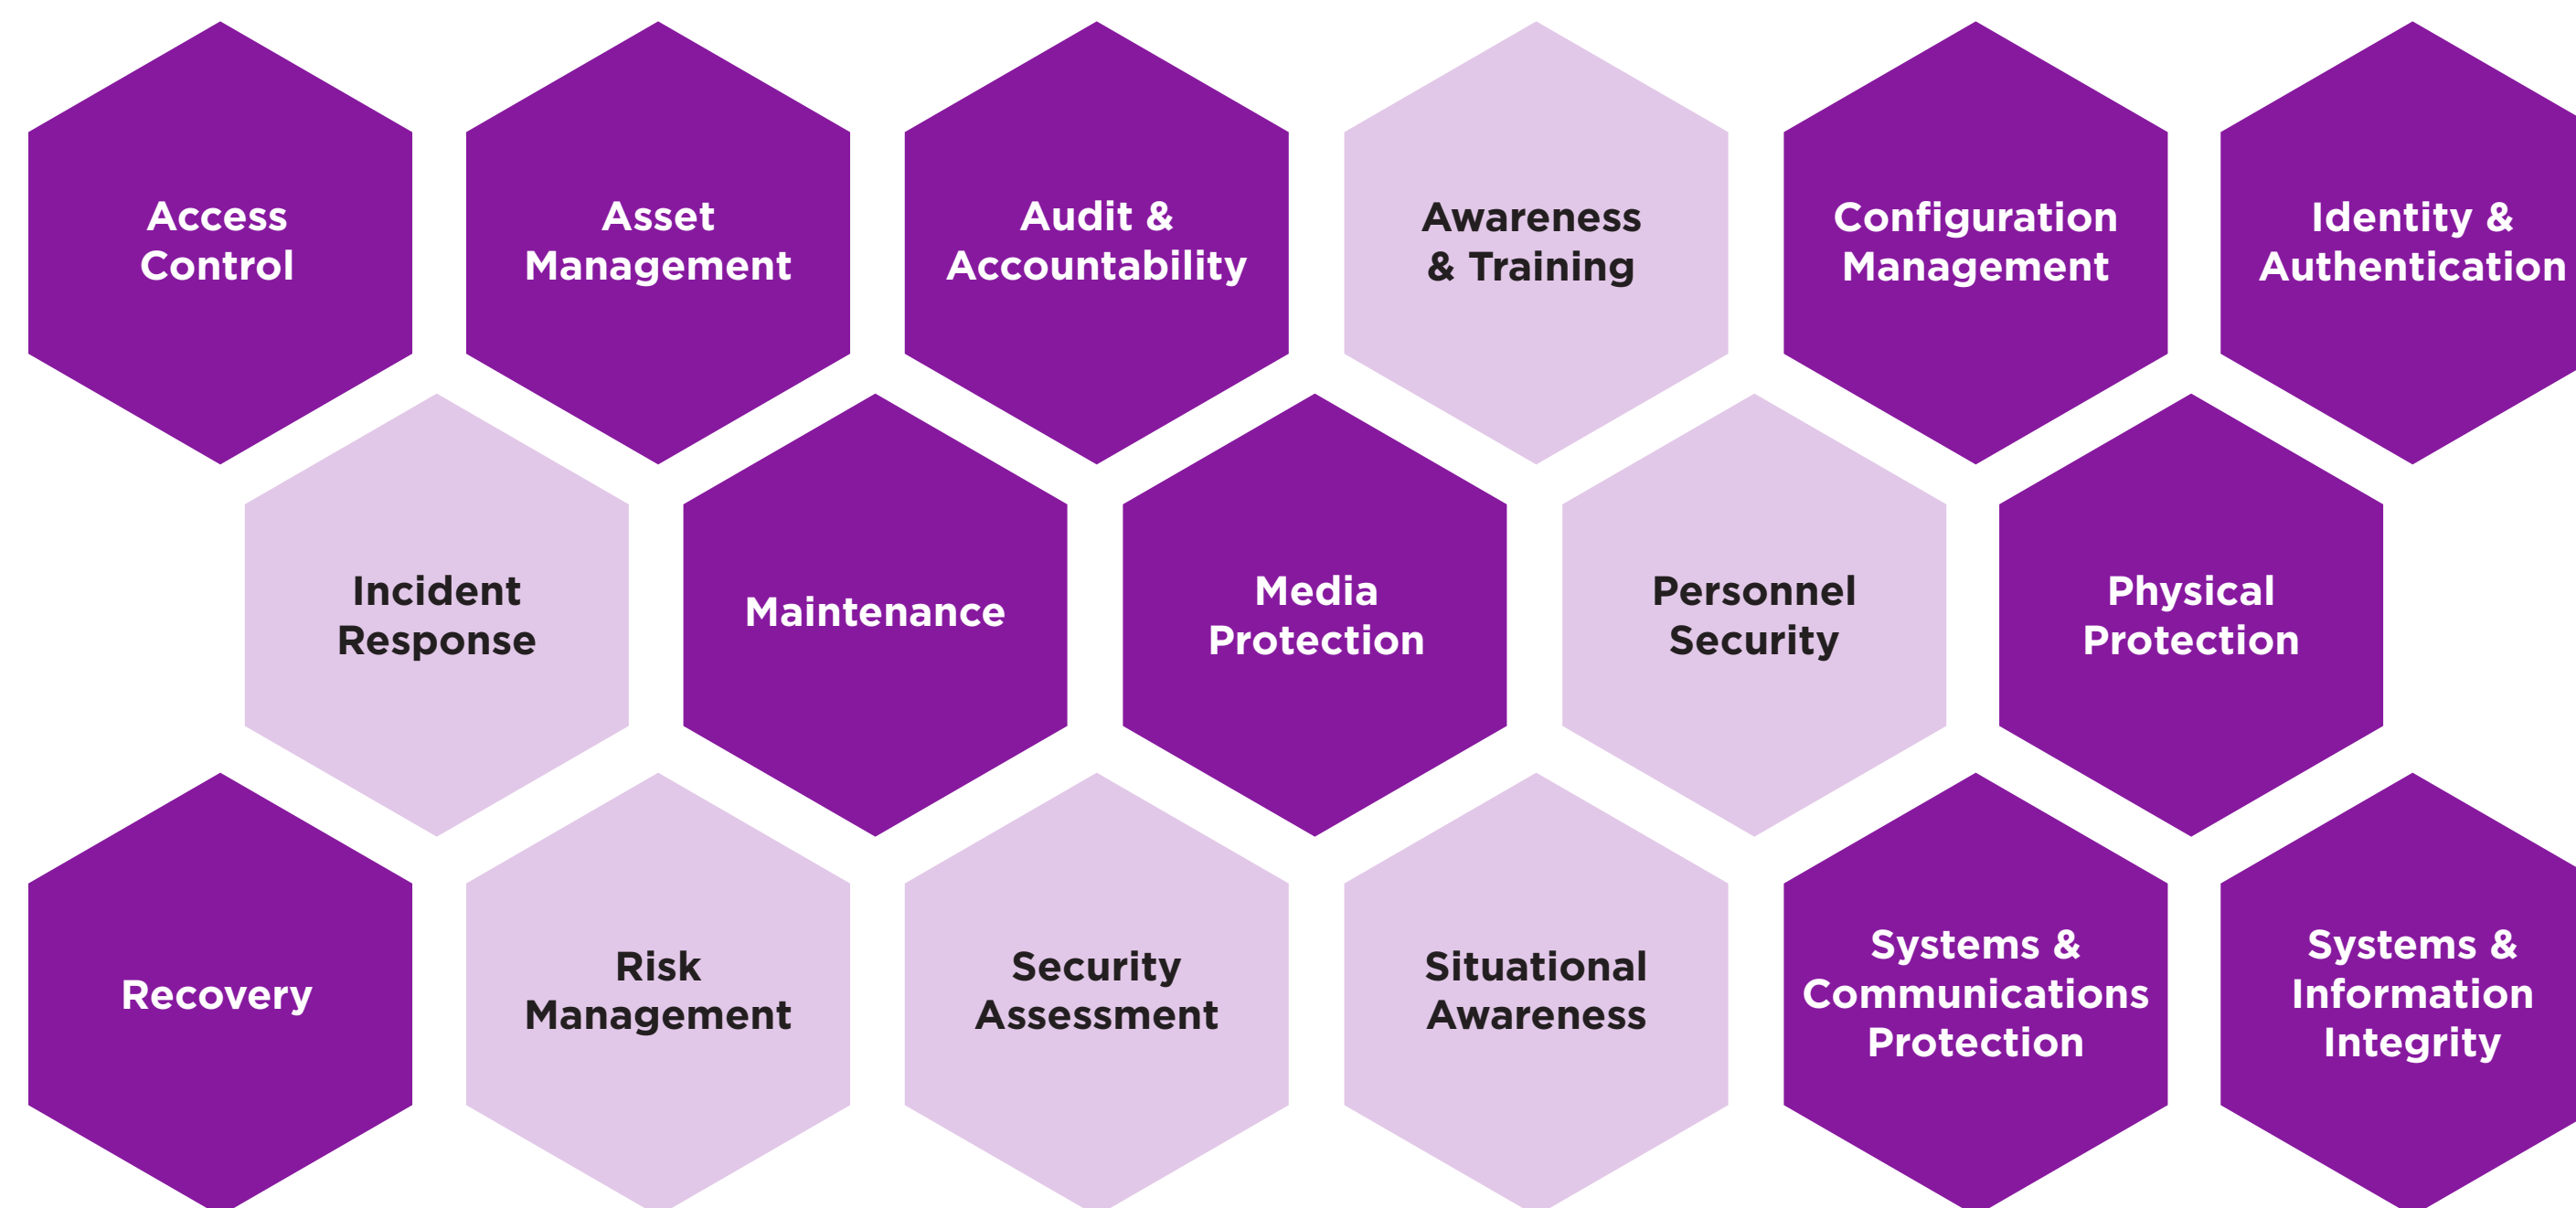 Access
Control
Asset
Management
Audit &
Accountability
Awareness
& Training
Configuration
Management
Identity &
Authentication
Incident
Response
Maintenance
Media
Protection
Personnel
Security
Physical
Protection
Recovery
Risk
Management
Security
Assessment
Situational
Awareness
Systems &
Communications
Protection
Systems &
Information
Integrity